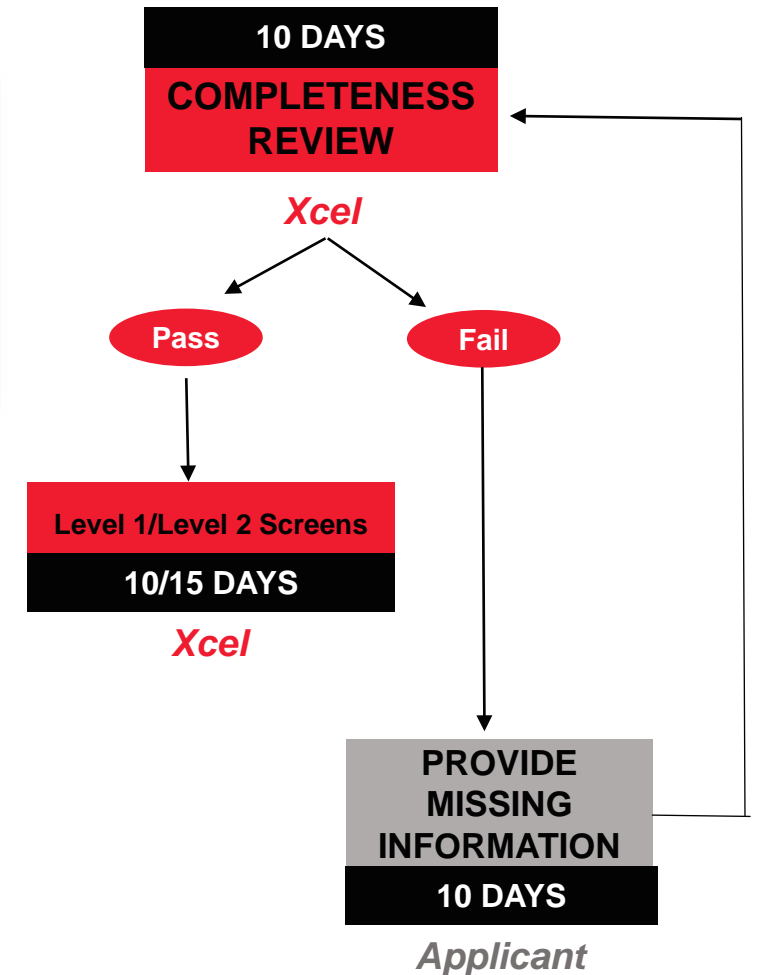 10 DAYS
COMPLETENESS
REVIEW
Xcel
Pass
Fail
Level 1/Level 2 Screens
10/15 DAYS
Xcel
PROVIDE
MISSING
INFORMATION
10 DAYS
Applicant